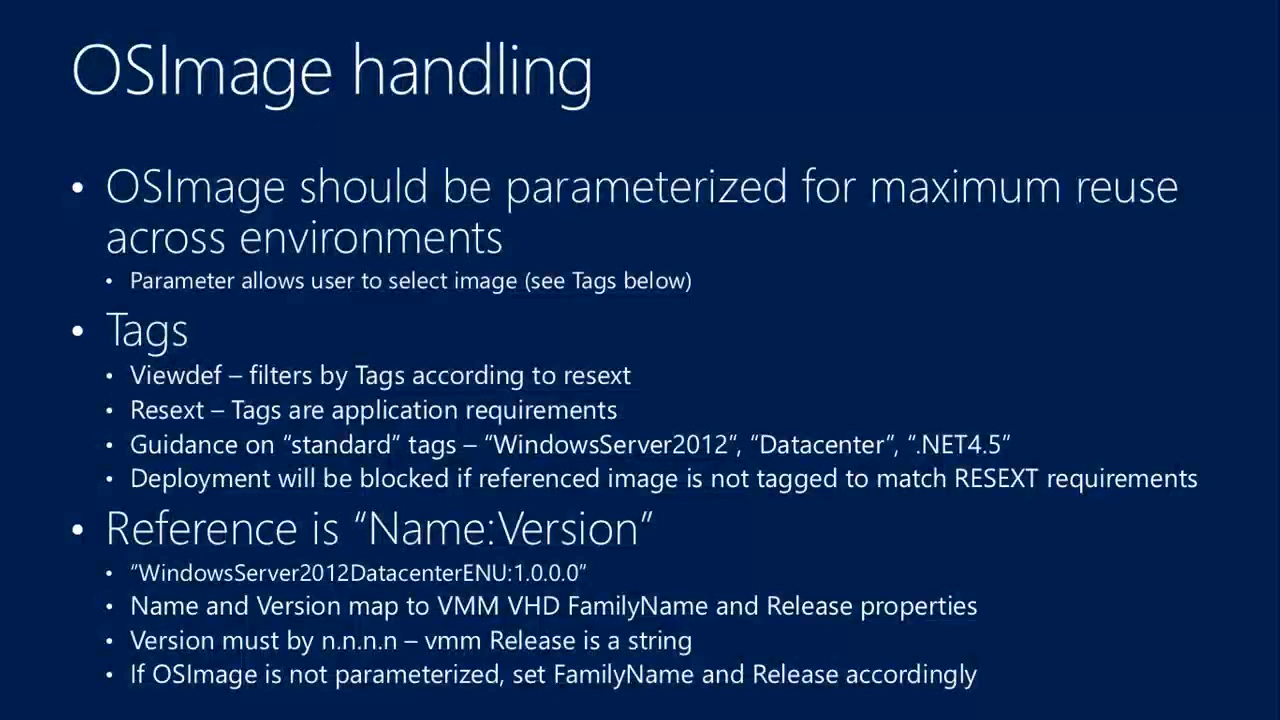 OSImage handling
• OSImage should be parameterized for maximum reuse
across environments
• Parameter allows user to select image (see Tags below)
• Tags
• Viewdef – filters by Tags according to resext
• Resext – Tags are application requirements
• Guidance on “standard” tags – “WindowsServer2012”, “Datacenter”, “.NET4.5”
• Deployment will be blocked if referenced image is not tagged to match RESEXT requirements
• Reference is “Name:Version”
• “WindowsServer2012DatacenterENU:1.0.0.0”
• Name and Version map to VMM VHD FamilyName and Release properties
• Version must by n.n.n.n – vmm Release is a string
• If OSImage is not parameterized, set FamilyName and Release accordingly